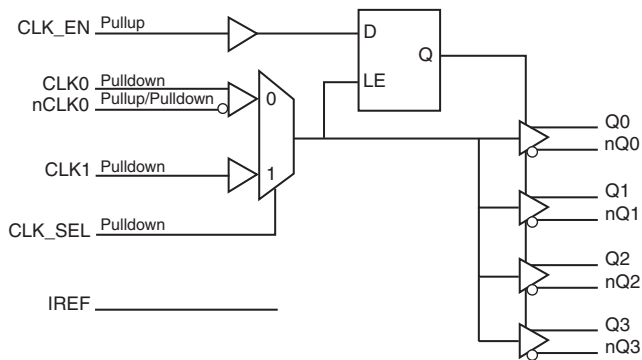 CLK_EN Pullup
D
Q
LE
CLK0 Pulldown
nCLK0 Pullup/Pulldown
0
CLK1 Pulldown
1
CLK_SEL Pulldown
IREF
Q0
nQ0
Q1
nQ1
Q2
nQ2
Q3
nQ3